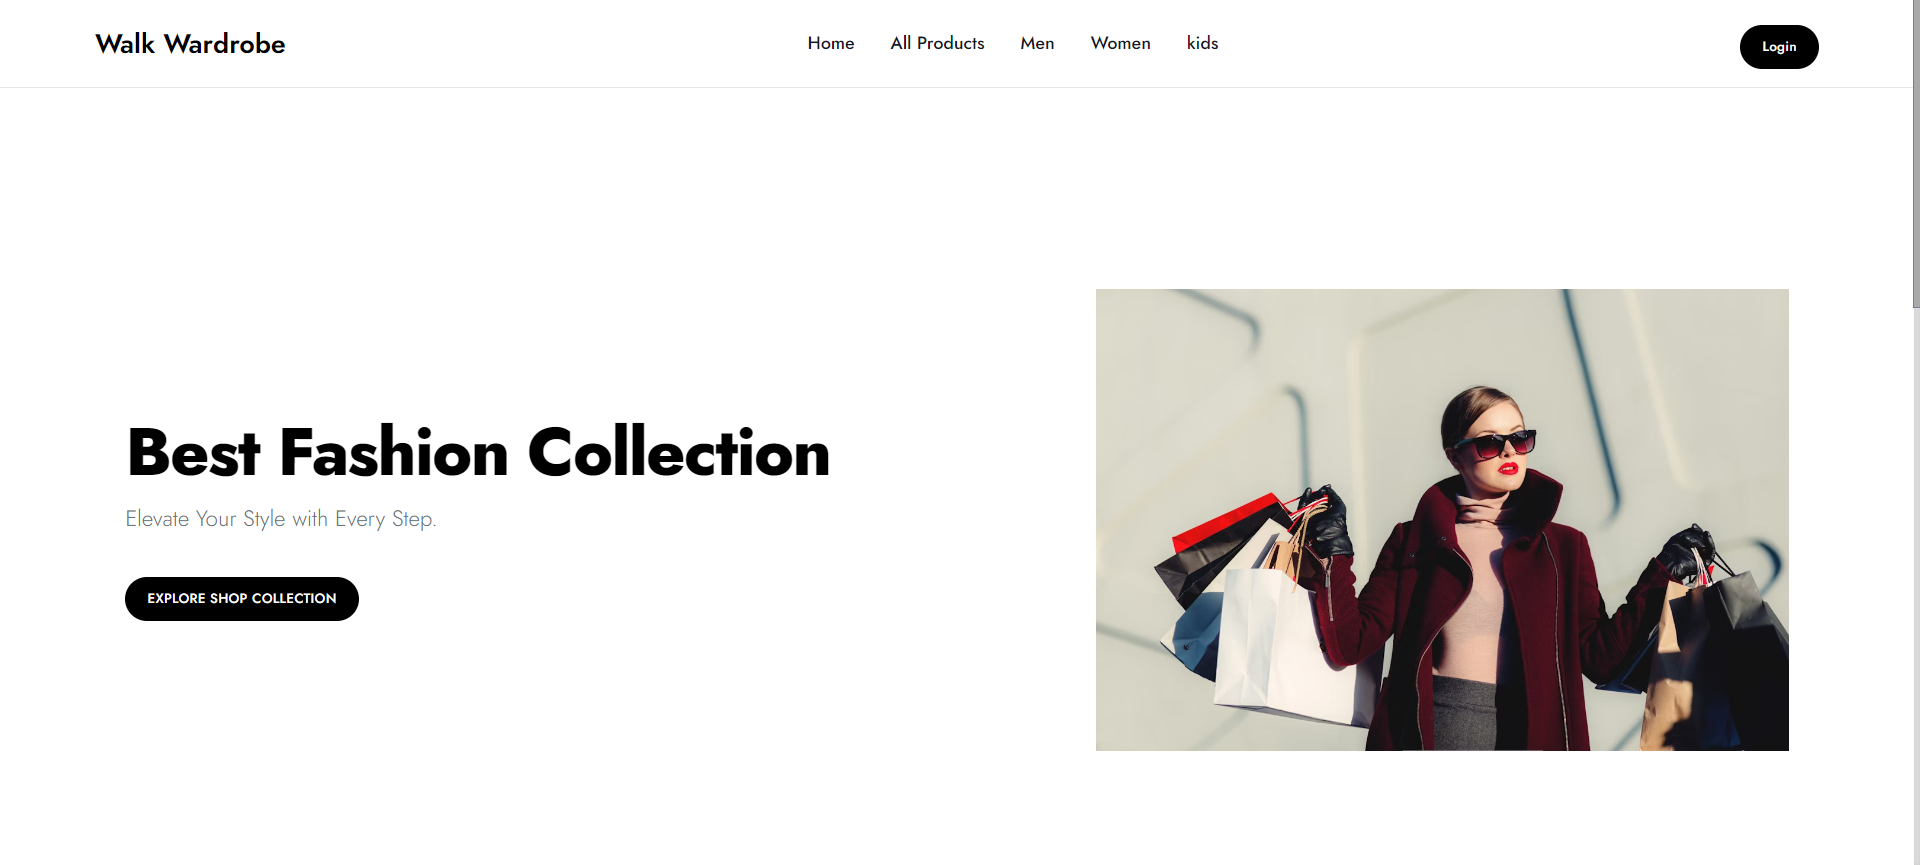 Walk Wardrobe
Home All Products Men Women kids
Login
Best Fashion Collection
Elevate Your Style with Every Step.
EXPLORE SHOP COLLECTION